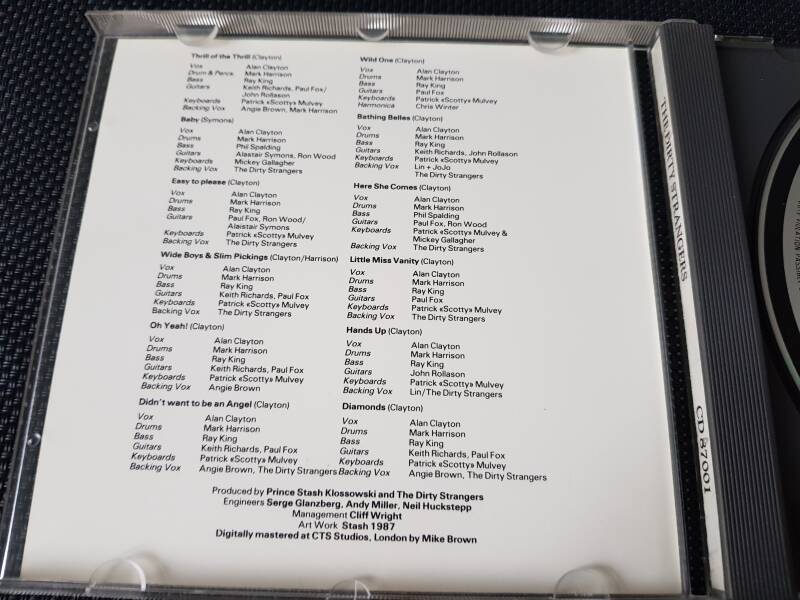 Thrill of the Thrill (Clayton)
Vox Alan Clayton
Drum & Percs Mark Harrison
Bass Ray King
Guitars Keith Richards, Paul Fox/
John Rollason
Keyboards Patrick «Scotty» Mulvey
Backing Vox Angie Brown, Mark Harrison
Baby (Symons)
Vox Alan Clayton
Drums Mark Harrison
Bass Phil Spalding
Guitars Alastair Symons, Ron Wood
Keyboards Mickey Gallagher
Backing Vox The Dirty Strangers
Easy to please (Clayton)
Vox Alan Clayton
Drums Mark Harrison
Bass Ray King
Guitars Paul Fox, Ron Wood/
Alaistair Symons
Keyboards Patrick «Scotty» Mulvey
Backing Vox The Dirty Strangers
Wide Boys & Slim Pickings (Clayton/Harrison)
Vox Alan Clayton
Drums Mark Harrison
Bass Ray King
Guitars Keith Richards, Paul Fox
Keyboards Patrick «Scotty» Mulvey
Backing Vox The Dirty Strangers
Oh Yeah! (Clayton)
Vox Alan Clayton
Drums Mark Harrison
Bass Ray King
Guitars Keith Richards, Paul Fox
Keyboards Patrick «Scotty» Mulvey
Backing Vox Angie Brown
Didn't want to be an Angel (Clayton)
Vox Alan Clayton
Drums Mark Harrison
Bass Ray King
Guitars Keith Richards, Paul Fox
Keyboards Patrick «Scotty» Mulvey
Backing Vox Angie Brown, The Dirty Strangers
Wild One (Clayton)
Vox Alan Clayton
Drums Mark Harrison
Bass Ray King
Guitars Paul Fox
Keyboards Patrick «Scotty» Mulvey
Harmonica Chris Winter
Bathing Belles (Clayton)
Vox Alan Clayton
Drums Mark Harrison
Bass Ray King
Guitars Keith Richards, John Rollason
Keyboards Patrick «Scotty» Mulvey
Backing Vox Lin + JoJo
The Dirty Strangers
Here She Comes (Clayton)
Vox Alan Clayton
Drums Mark Harrison
Bass Phil Spalding
Guitars Paul Fox, Ron Wood
Keyboards Patrick «Scotty» Mulvey &
Mickey Gallagher
Backing Vox The Dirty Strangers
Little Miss Vanity (Clayton)
Vox Alan Clayton
Drums Mark Harrison
Bass Ray King
Guitars Paul Fox
Keyboards Patrick «Scotty» Mulvey
Backing Vox The Dirty Strangers
Hands Up (Clayton)
Vox Alan Clayton
Drums Mark Harrison
Bass Ray King
Guitars John Rollason
Keyboards Patrick «Scotty» Mulvey
Backing Vox Lin/The Dirty Strangers
Diamonds (Clayton)
Vox Alan Clayton
Drums Mark Harrison
Bass Ray King
Guitars Keith Richards, Paul Fox
Keyboards Patrick «Scotty» Mulvey
Backing Vox Angie Brown, The Dirty Strangers
Produced by Prince Stash Klossowski and The Dirty Strangers
Engineers Serge Glanzberg, Andy Miller, Neil Huckstepp
Management Cliff Wright
Art Work Stash 1987
Digitally mastered at CTS Studios, London by Mike Brown
THE DIRTY STRANGERS
CD 87001